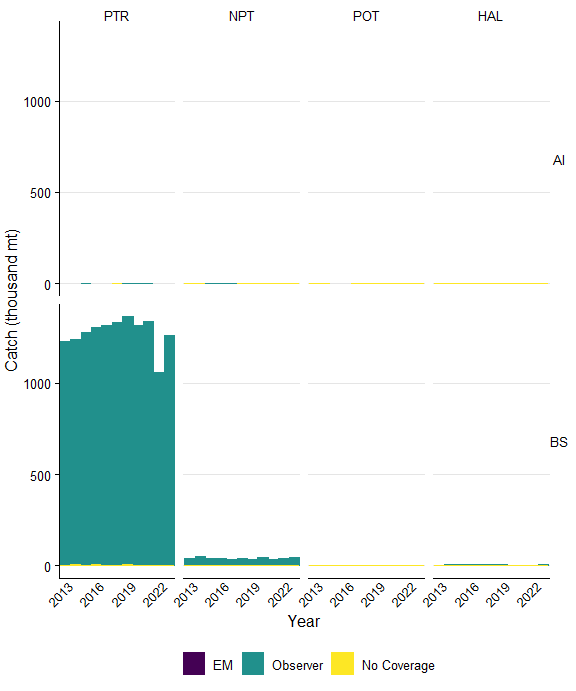 PTR NPT POT HAL
1000
500
0
AI
Catch (thousand mt)
1000
500
0
BS
2013 2016 2019 2022 2013 2016 2019 2022 2013 2016 2019 2022 2013 2016 2019 2022
Year
EM Observer No Coverage